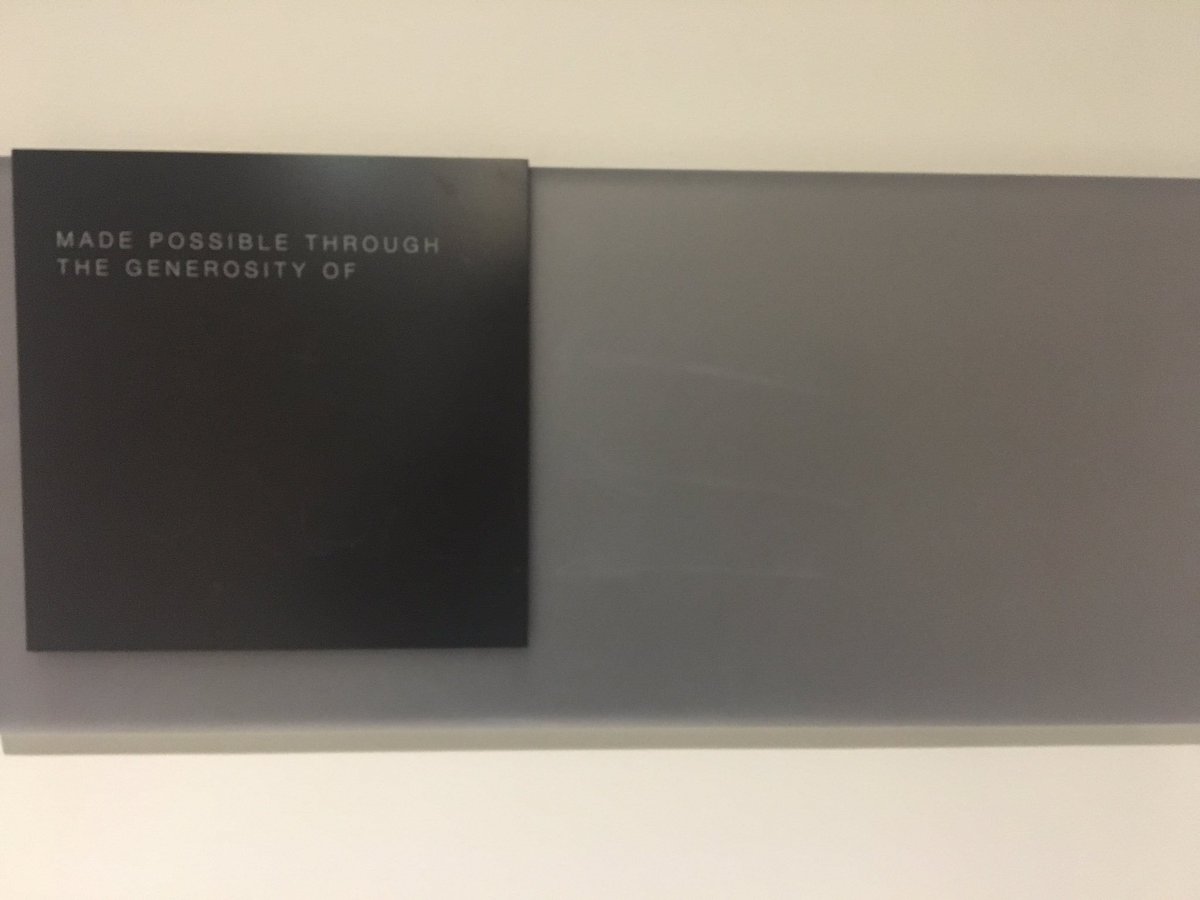 MADE POSSIBLE THROUGH
THE GENEROSITY OF